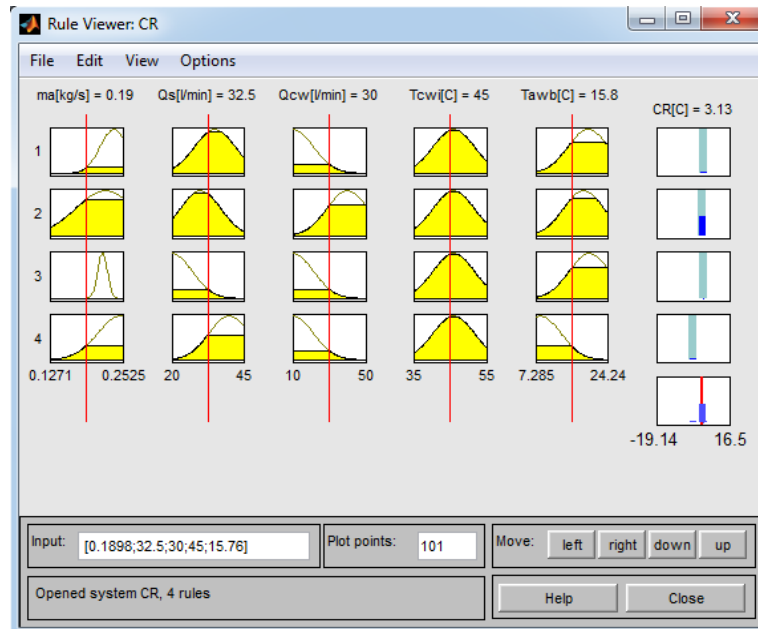 Rule Viewer: CR
File Edit View Options
ma[kg/s] = 0.19 Qs[l/min] = 32.5 Qcw[l/min] = 30 Tcwi[C] = 45 Tawb[C] = 15.8 CR[C] = 3.13
1
2
3
4
0.1271 0.2525 20 45 10 50 35 55 7.285 24.24
-19.14 16.5
Input: [0.1898;32.5;30;45;15.76] Plot points: 101 Move: left right down up
Opened system CR, 4 rules Help Close